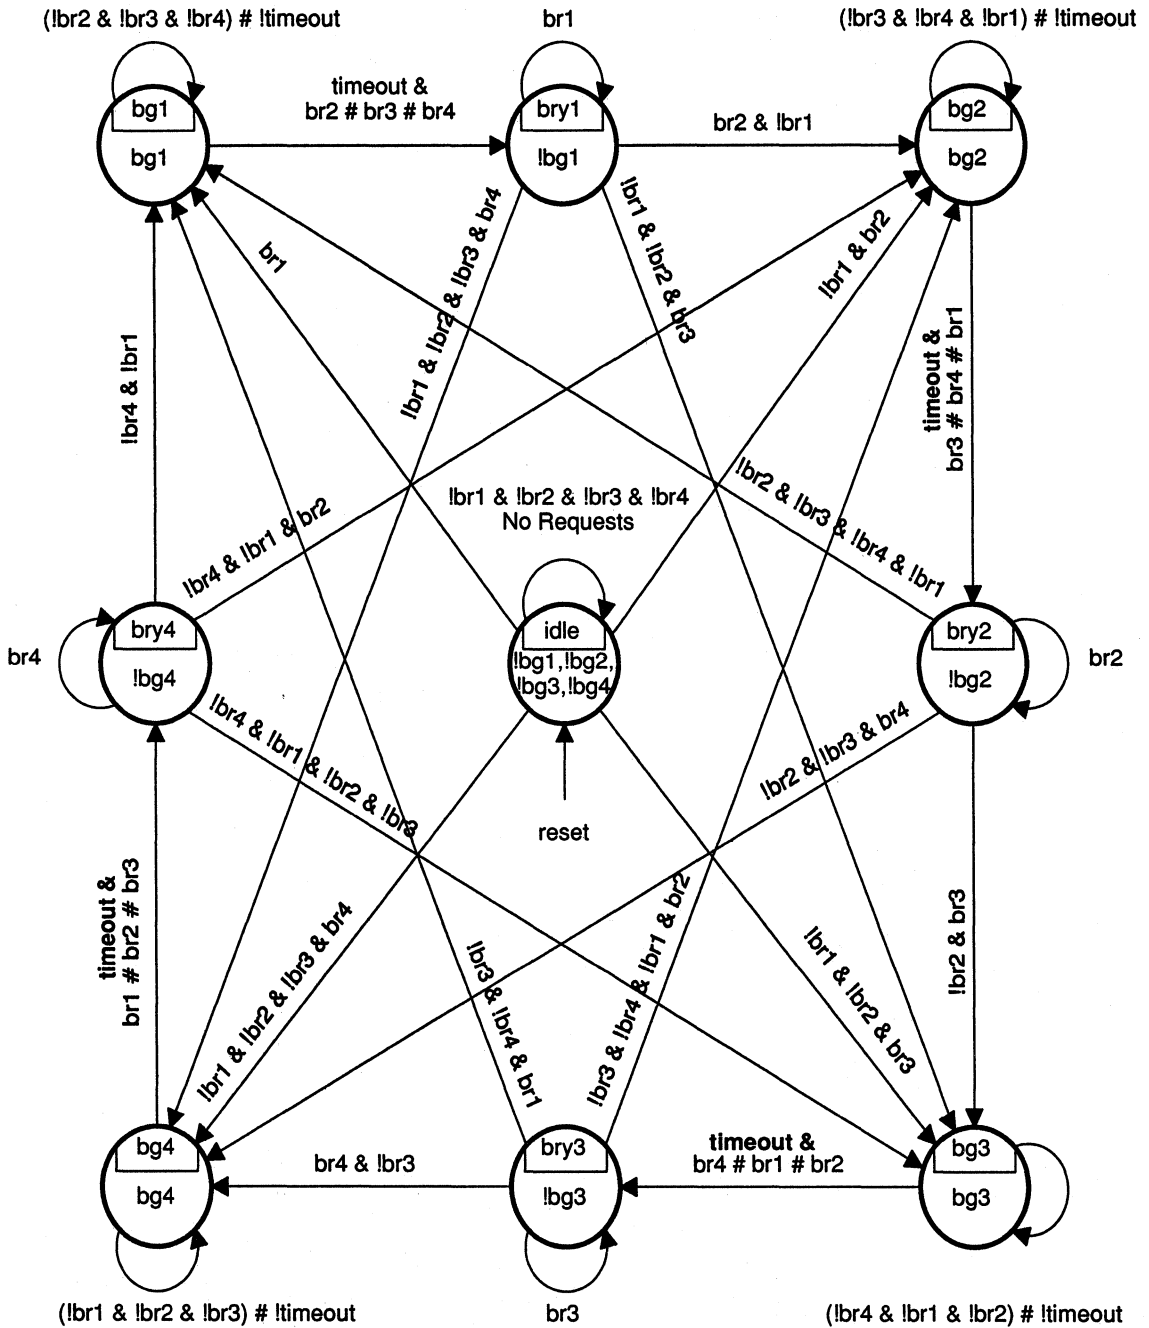 (!br2 & !br3 & !br4) # !timeout
br1
(!br3 & !br4 & !br1) # !timeout
bg1
bg1
timeout &
br2 # br3 # br4
bry1
!bg1
br2 & !br1
bg2
bg2
br1
!br1 & !br2 & !br3 & br4
!br1 & !br2 & br3
!br1 & br2
!br4 & !br1
timeout &
br3 # br4 # br1
!br4 & !br1 & br2
!br1 & !br2 & !br3 & !br4
No Requests
!br2 & !br3 & !br4 & !br1
br4
bry4
!bg4
idle
!bg1,!bg2,
!bg3,!bg4
bry2
!bg2
br2
!br4 & !br1 & !br2 & !br3
reset
!br2 & !br3 & br4
timeout &
br1 # br2 # br3
!br1 & !br2 & !br3 & br4
!br3 & !br4 & br1
!br3 & !br4 & !br1 & br2
!br1 & !br2 & br3
!br2 & br3
bg4
bg4
br4 & !br3
bry3
!bg3
timeout &
br4 # br1 # br2
bg3
bg3
(!br1 & !br2 & !br3) # !timeout
br3
(!br4 & !br1 & !br2) # !timeout